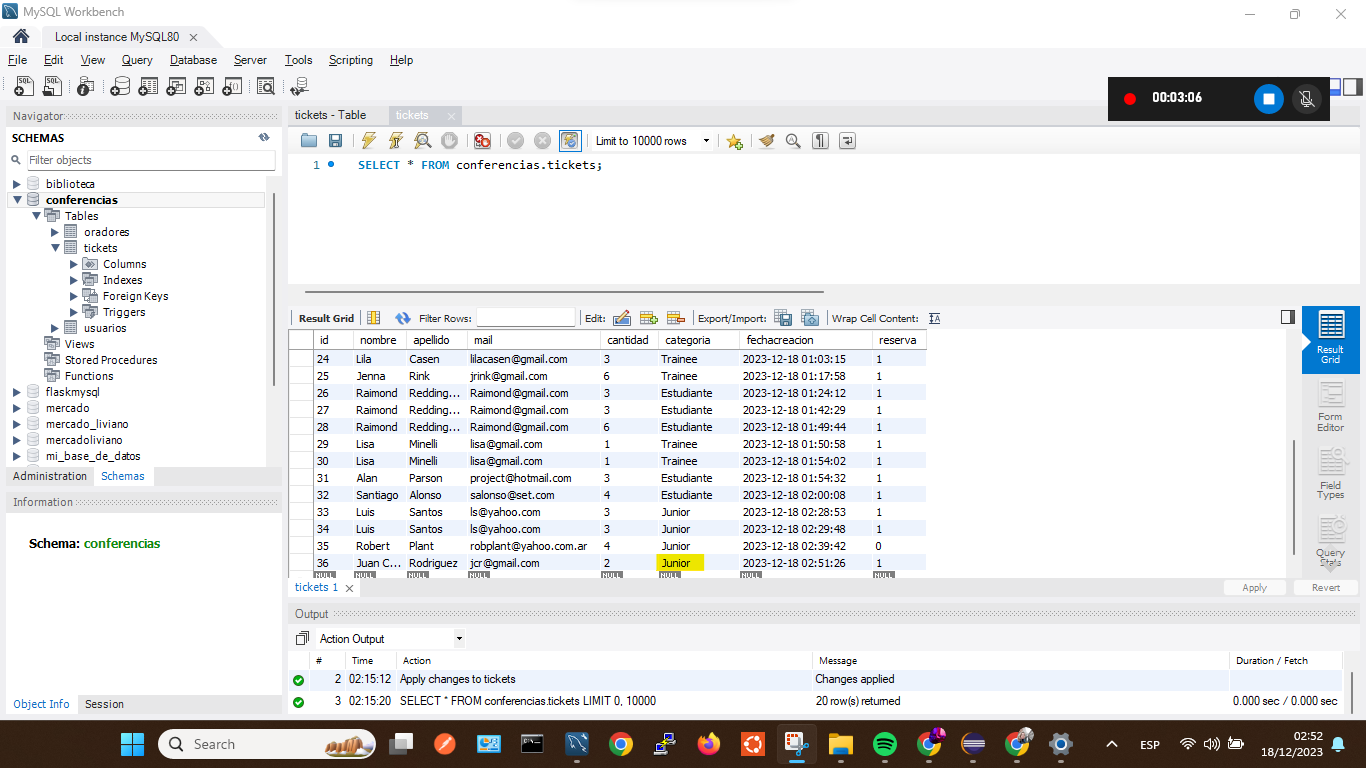 MySQL Workbench
Local instance MySQL80
File Edit View Query Database Server Tools Scripting Help
00:03:06
Navigator
SCHEMAS
Filter objects
biblioteca
conferencias
Tables
oradores
tickets
Columns
Indexes
Foreign Keys
Triggers
usuarios
Views
Stored Procedures
Functions
flaskmysql
mercado
mercado_liviano
mercadoliviano
mi_base_de_datos
Administration Schemas
Information
Schema: conferencias
Object Info Session
tickets - Table tickets
Limit to 10000 rows
1 SELECT * FROM conferencias.tickets;
Result Grid Filter Rows: Edit: Export/Import: Wrap Cell Content:
id nombre apellido mail cantidad categoria fechacreacion reserva
24 Lila Casen lilacasen@gmail.com 3 Trainee 2023-12-18 01:03:15 1
25 Jenna Rink jrink@gmail.com 6 Trainee 2023-12-18 01:17:58 1
26 Raimond Redding... Raimond@gmail.com 3 Estudiante 2023-12-18 01:24:12 1
27 Raimond Redding... Raimond@gmail.com 3 Estudiante 2023-12-18 01:42:29 1
28 Raimond Redding... Raimond@gmail.com 6 Estudiante 2023-12-18 01:49:44 1
29 Lisa Minelli lisa@gmail.com 1 Trainee 2023-12-18 01:50:58 1
30 Lisa Minelli lisa@gmail.com 1 Trainee 2023-12-18 01:54:02 1
31 Alan Parson project@hotmail.com 3 Estudiante 2023-12-18 01:54:32 1
32 Santiago Alonso salonso@set.com 4 Estudiante 2023-12-18 02:00:08 1
33 Luis Santos ls@yahoo.com 3 Junior 2023-12-18 02:28:53 1
34 Luis Santos ls@yahoo.com 3 Junior 2023-12-18 02:29:48 1
35 Robert Plant robplant@yahoo.com.ar 4 Junior 2023-12-18 02:39:42 0
36 Juan C... Rodriguez jcr@gmail.com 2 Junior 2023-12-18 02:51:26 1
NULL NULL NULL NULL NULL NULL NULL NULL
Result
Grid
Form
Editor
Field
Types
Query
Stats
tickets 1 Apply Revert
Output
Action Output
# Time Action Message Duration / Fetch
2 02:15:12 Apply changes to tickets Changes applied
3 02:15:20 SELECT * FROM conferencias.tickets LIMIT 0, 10000 20 row(s) returned 0.000 sec / 0.000 sec
Search
ESP
02:52
18/12/2023